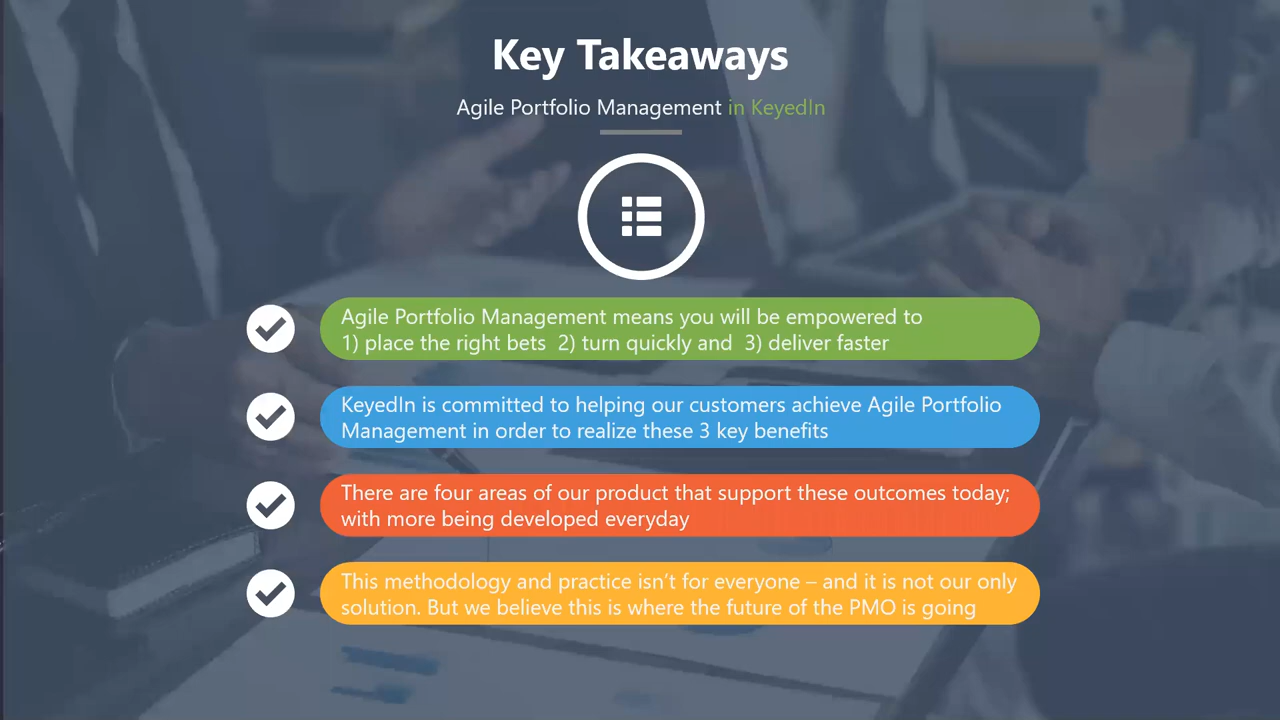 Key Takeaways
Agile Portfolio Management in KeyedIn
Agile Portfolio Management means you will be empowered to
1) place the right bets  2) turn quickly and  3) deliver faster
KeyedIn is committed to helping our customers achieve Agile Portfolio
Management in order to realize these 3 key benefits
There are four areas of our product that support these outcomes today;
with more being developed everyday
This methodology and practice isn’t for everyone – and it is not our only
solution. But we believe this is where the future of the PMO is going